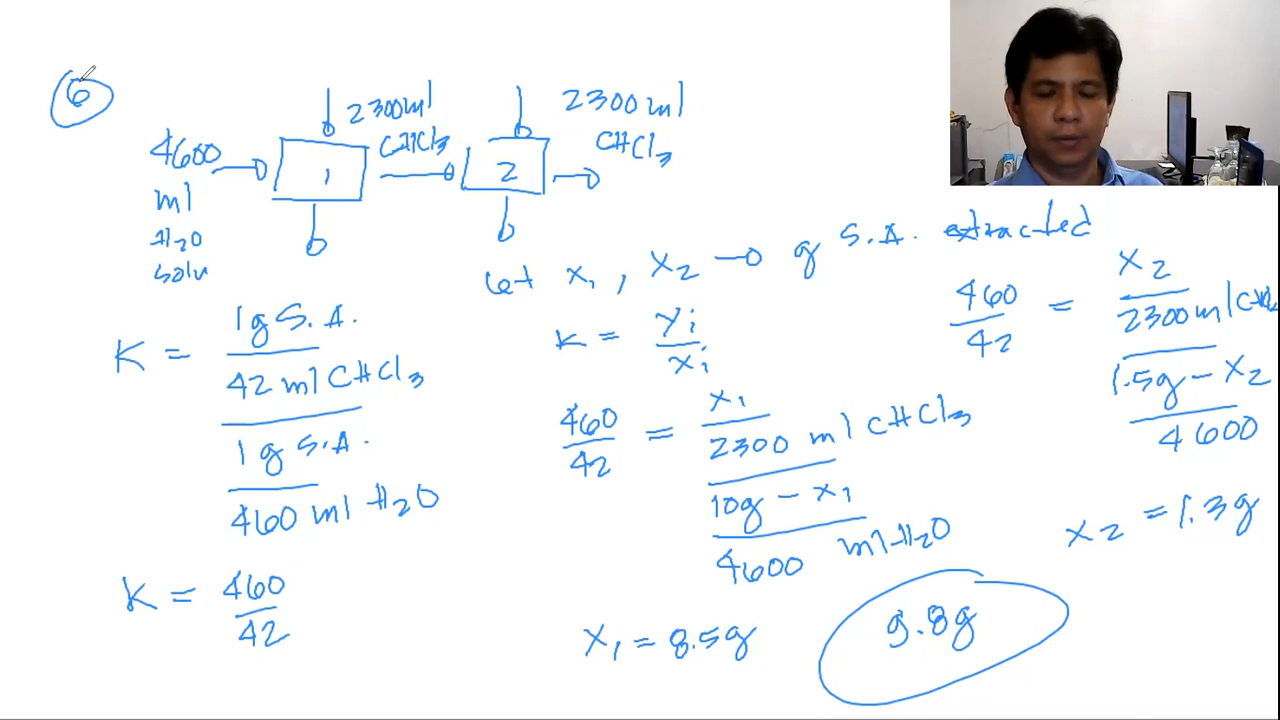 6
4600
ml
H2O
soln
1
2300 ml
CHCl3
2
2300 ml
CHCl3
let x1, x2 → g S.A. extracted
K = 1g S.A.
42 ml CHCl3
1g S.A.
460 ml H2O
K = 460
42
K = yi
xi
460
42
= x1
2300 ml CHCl3
10g - x1
4600 ml H2O
x1 = 8.5g
460
42
= x2
2300 ml
1.5g - x2
4600
x2 = 1.3g
9.8g